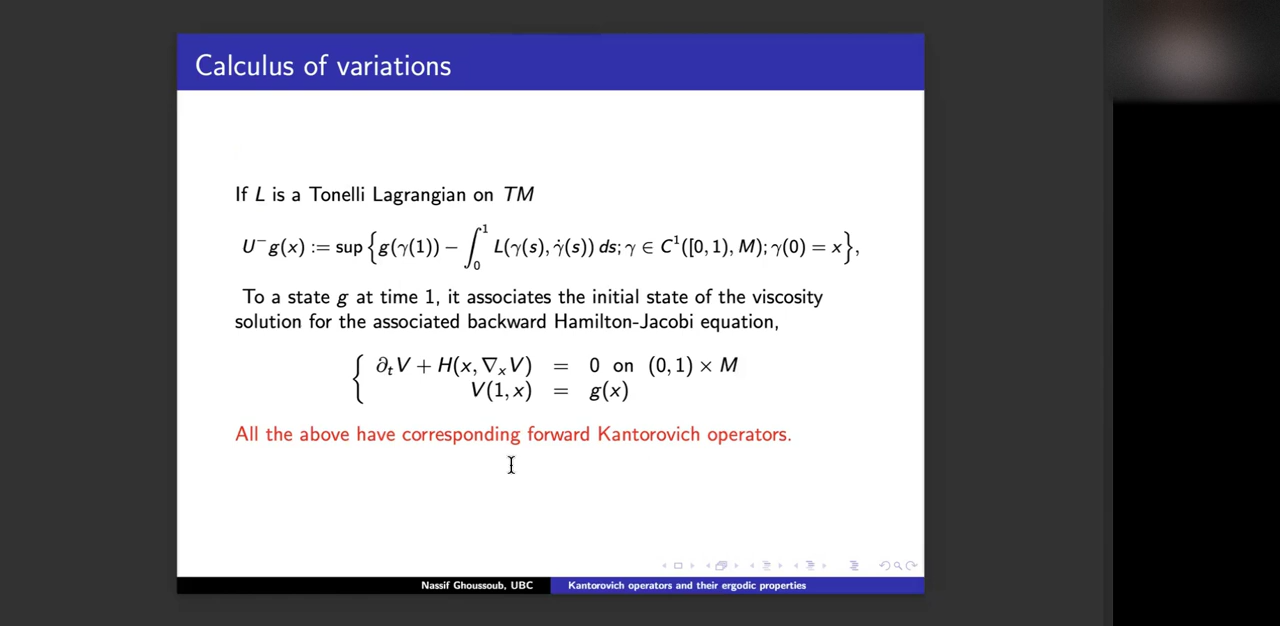 Calculus of variations
If L is a Tonelli Lagrangian on TM
U⁻g(x) := sup {g(γ(1)) − ∫₀¹ L(γ(s), γ̇(s)) ds; γ ∈ C¹([0, 1), M); γ(0) = x},
To a state g at time 1, it associates the initial state of the viscosity
solution for the associated backward Hamilton-Jacobi equation,
{ ∂ₜV + H(x, ∇ₓV) = 0 on (0, 1) × M
V(1, x) = g(x)
All the above have corresponding forward Kantorovich operators.
Nassif Ghoussoub, UBC Kantorovich operators and their ergodic properties